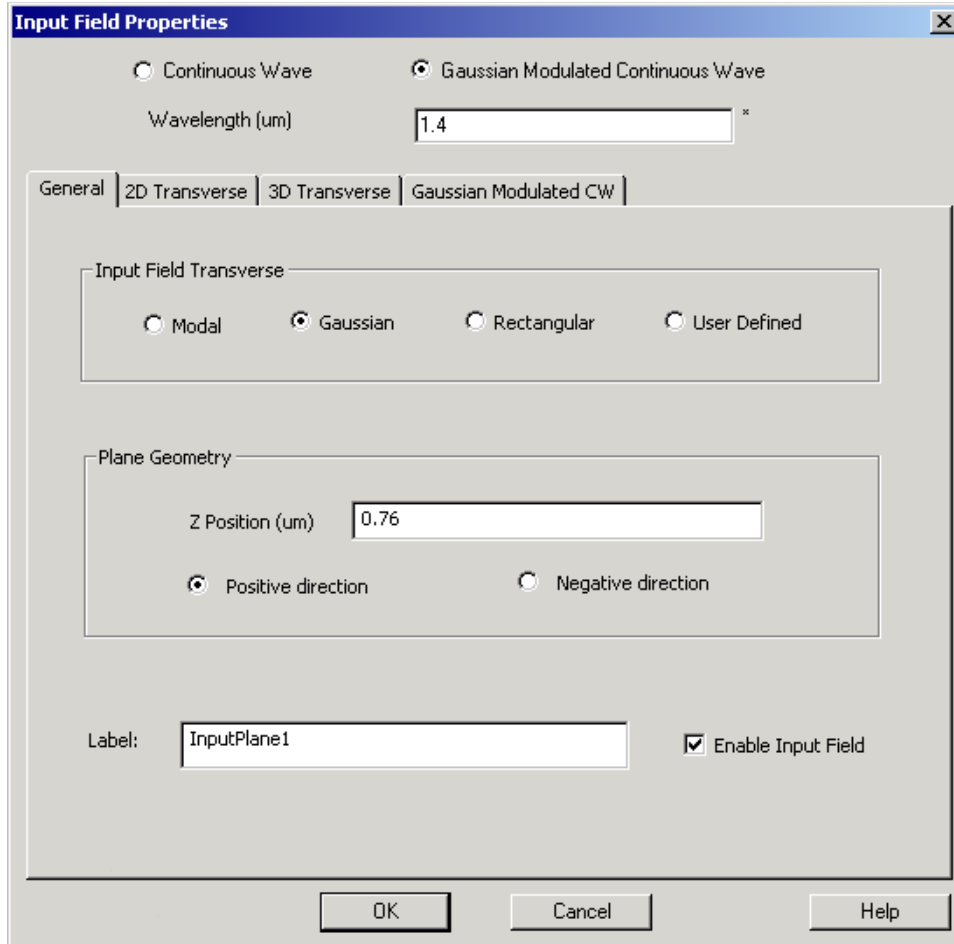 Input Field Properties
Continuous Wave Gaussian Modulated Continuous Wave
Wavelength (um) 1.4 *
General 2D Transverse 3D Transverse Gaussian Modulated CW
Input Field Transverse
Modal Gaussian Rectangular User Defined
Plane Geometry
Z Position (um) 0.76
Positive direction Negative direction
Label: InputPlane1 Enable Input Field
OK Cancel Help